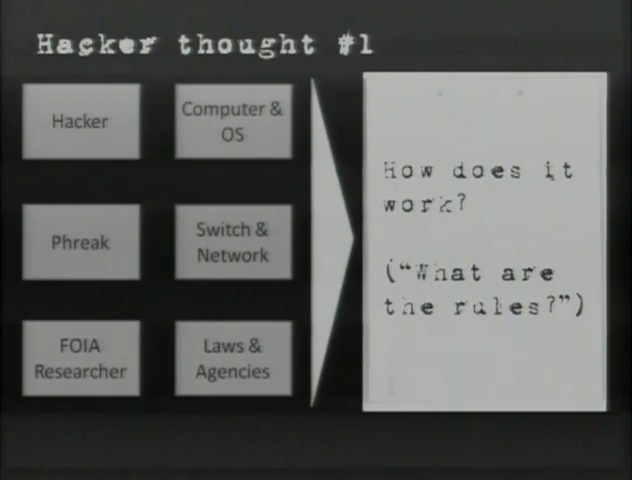 Hacker thought #1
Hacker
Computer &
OS
Phreak
Switch &
Network
FOIA
Researcher
Laws &
Agencies
How does it
work?
("What are
the rules?")